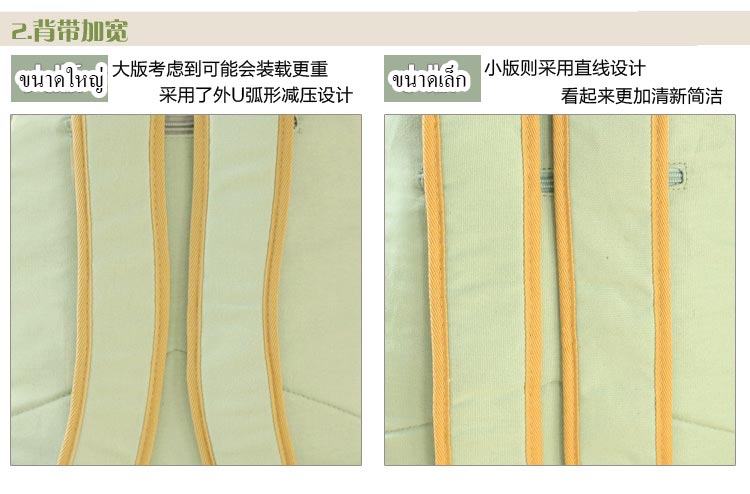 2.背带加宽
ขนาดใหญ่
大版考虑到可能会装载更重
采用了外U弧形减压设计
ขนาดเล็ก
小版则采用直线设计
看起来更加清新简洁